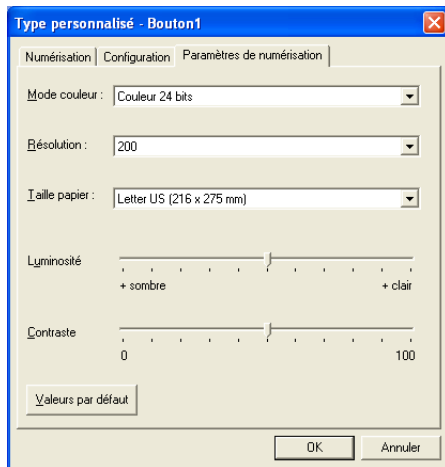 Type personnalisé - Bouton1
Numérisation Configuration Paramètres de numérisation
Mode couleur : Couleur 24 bits
Résolution : 200
Taille papier : Letter US (216 x 275 mm)
Luminosité
+ sombre + clair
Contraste
0 100
Valeurs par défaut
OK Annuler